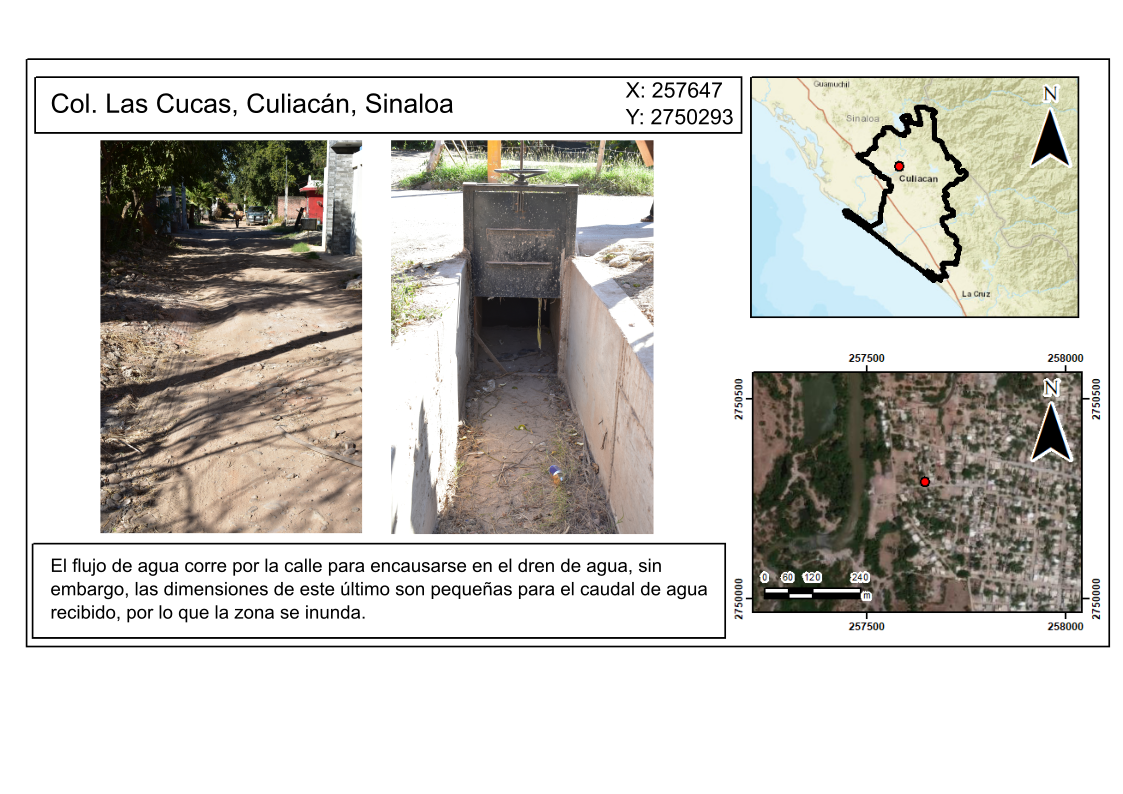 Col. Las Cucas, Culiacán, Sinaloa
X: 257647
Y: 2750293
Guamuchil
Sinaloa
N
Culiacan
La Cruz
El flujo de agua corre por la calle para encausarse en el dren de agua, sin
embargo, las dimensiones de este último son pequeñas para el caudal de agua
recibido, por lo que la zona se inunda.
257500 258000
2750500 2750500
N
0 60 120 240
m
2750000 2750000
257500 258000